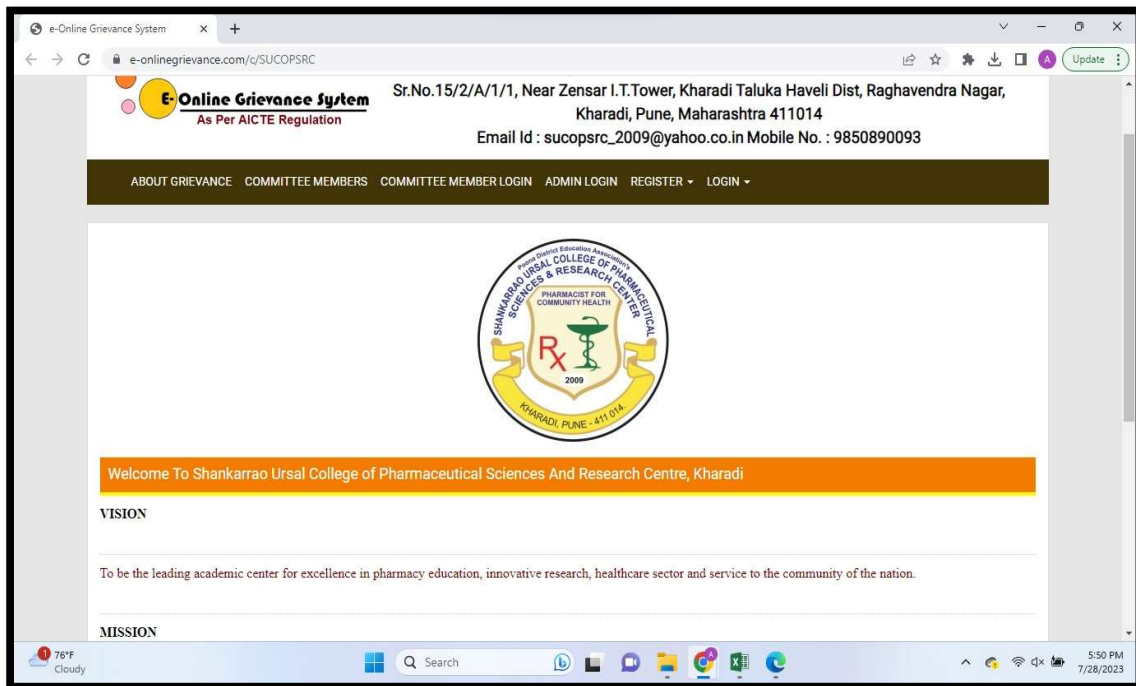 e-Online Grievance System
e-onlinegrievance.com/c/SUCOPSRC
A
Update
E-Online Grievance System
As Per AICTE Regulation
Sr.No.15/2/A/1/1, Near Zensar I.T.Tower, Kharadi Taluka Haveli Dist, Raghavendra Nagar,
Kharadi, Pune, Maharashtra 411014
Email Id : sucopsrc_2009@yahoo.co.in Mobile No. : 9850890093
ABOUT GRIEVANCE COMMITTEE MEMBERS COMMITTEE MEMBER LOGIN ADMIN LOGIN REGISTER LOGIN
Poona District Education Association's
SHANKARRAO URSAL COLLEGE OF PHARMACEUTICAL
SCIENCES & RESEARCH CENTER
PHARMACIST FOR
COMMUNITY HEALTH
RX
2009
KHARADI, PUNE - 411 014.
Welcome To Shankarrao Ursal College of Pharmaceutical Sciences And Research Centre, Kharadi
VISION
To be the leading academic center for excellence in pharmacy education, innovative research, healthcare sector and service to the community of the nation.
MISSION
1
76°F
Cloudy
Search
5:50 PM
7/28/2023